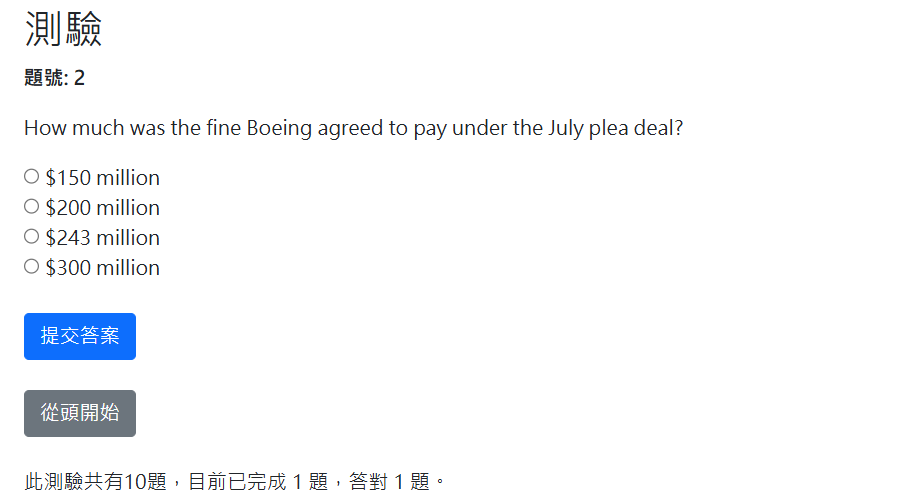 測驗
題號: 2
How much was the fine Boeing agreed to pay under the July plea deal?
$150 million
$200 million
$243 million
$300 million
提交答案
從頭開始
此測驗共有10題，目前已完成 1 題，答對 1 題。